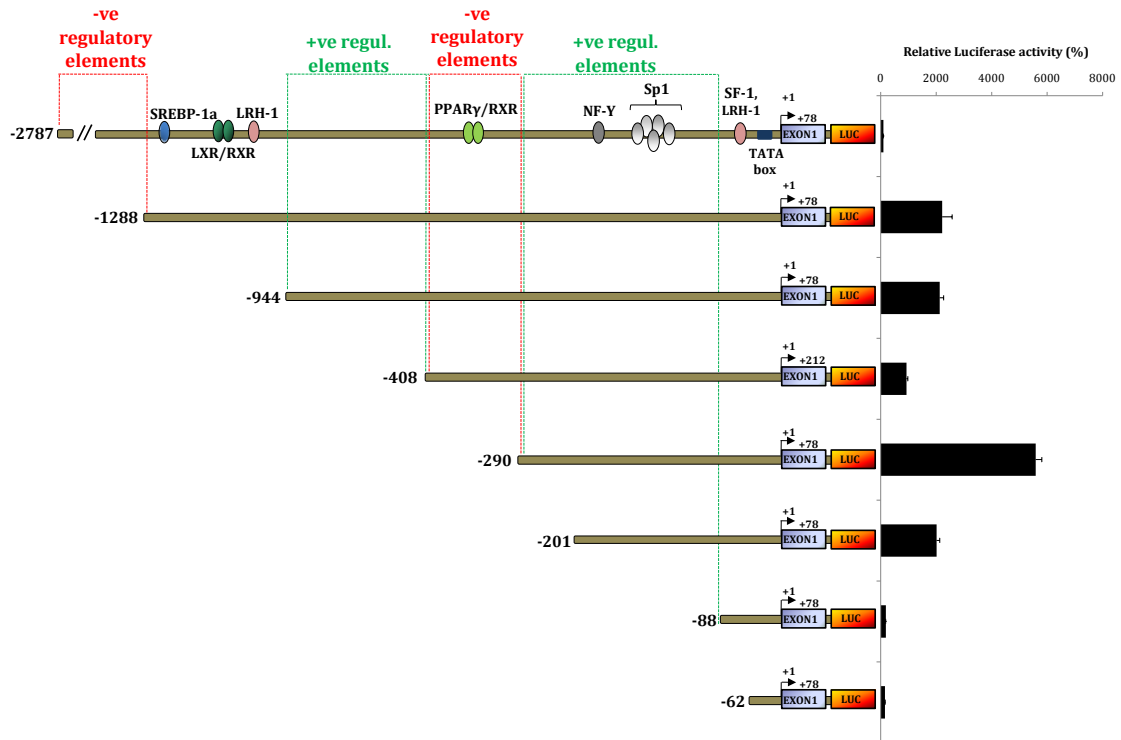 -ve
regulatory
elements
+ve regul.
elements
-ve
regulatory
elements
+ve regul.
elements
Relative Luciferase activity (%)
0 2000 4000 6000 8000
SREBP-1a
LRH-1
LXR/RXR
PPARγ/RXR
NF-Y
Sp1
SF-1,
LRH-1
TATA
box
-2787
//
+1
+78
EXON1
LUC
-1288
+1
+78
EXON1
LUC
-944
+1
+78
EXON1
LUC
-408
+1
+212
EXON1
LUC
-290
+1
+78
EXON1
LUC
-201
+1
+78
EXON1
LUC
-88
+1
+78
EXON1
LUC
-62
+1
+78
EXON1
LUC